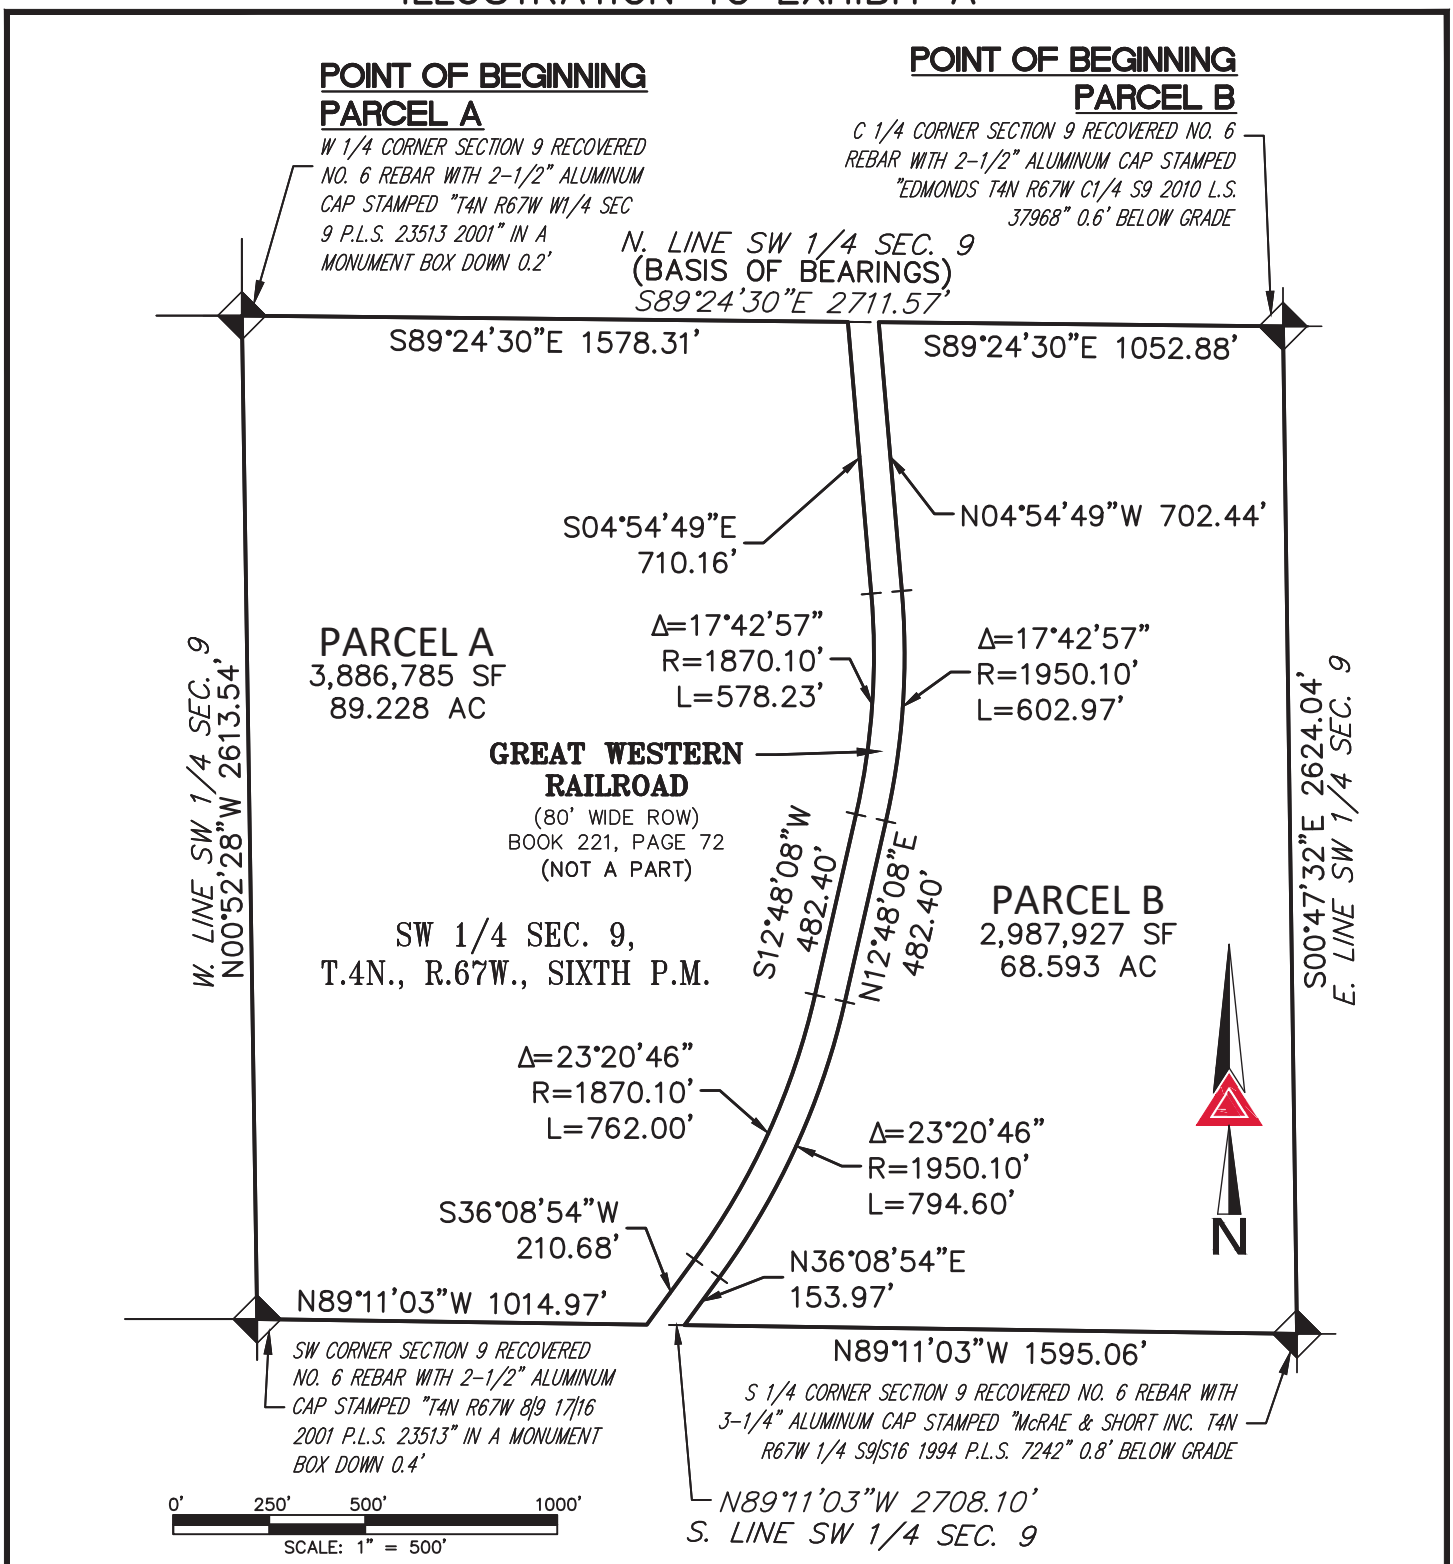 ILLUSTRATION TO EXHIBIT A
POINT OF BEGINNING
PARCEL A
W 1/4 CORNER SECTION 9 RECOVERED
NO. 6 REBAR WITH 2-1/2" ALUMINUM
CAP STAMPED "T4N R67W W1/4 SEC
9 P.L.S. 23513 2001" IN A
MONUMENT BOX DOWN 0.2'
POINT OF BEGINNING
PARCEL B
C 1/4 CORNER SECTION 9 RECOVERED NO. 6
REBAR WITH 2-1/2" ALUMINUM CAP STAMPED
"EDMONDS T4N R67W C1/4 S9 2010 L.S.
37968" 0.6' BELOW GRADE
N. LINE SW 1/4 SEC. 9
(BASIS OF BEARINGS)
S89°24'30"E 2711.57'
S89°24'30"E 1578.31'
S89°24'30"E 1052.88'
S04°54'49"E
710.16'
N04°54'49"W 702.44'
PARCEL A
3,886,785 SF
89.228 AC
Δ=17°42'57"
R=1870.10'
L=578.23'
Δ=17°42'57"
R=1950.10'
L=602.97'
W. LINE SW 1/4 SEC. 9
N00°52'28"W 2613.54'
S00°47'32"E 2624.04'
E. LINE SW 1/4 SEC. 9
GREAT WESTERN
RAILROAD
(80' WIDE ROW)
BOOK 221, PAGE 72
(NOT A PART)
S12°48'08"W
482.40'
N12°48'08"E
482.40'
PARCEL B
2,987,927 SF
68.593 AC
SW 1/4 SEC. 9,
T.4N., R.67W., SIXTH P.M.
Δ=23°20'46"
R=1870.10'
L=762.00'
Δ=23°20'46"
R=1950.10'
L=794.60'
N
S36°08'54"W
210.68'
N36°08'54"E
153.97'
N89°11'03"W 1014.97'
N89°11'03"W 1595.06'
SW CORNER SECTION 9 RECOVERED
NO. 6 REBAR WITH 2-1/2" ALUMINUM
CAP STAMPED "T4N R67W 8|9 17|16
2001 P.L.S. 23513" IN A MONUMENT
BOX DOWN 0.4'
S 1/4 CORNER SECTION 9 RECOVERED NO. 6 REBAR WITH
3-1/4" ALUMINUM CAP STAMPED "McRAE & SHORT INC. T4N
R67W 1/4 S9|S16 1994 P.L.S. 7242" 0.8' BELOW GRADE
N89°11'03"W 2708.10'
S. LINE SW 1/4 SEC. 9
0' 250' 500' 1000'
SCALE: 1" = 500'